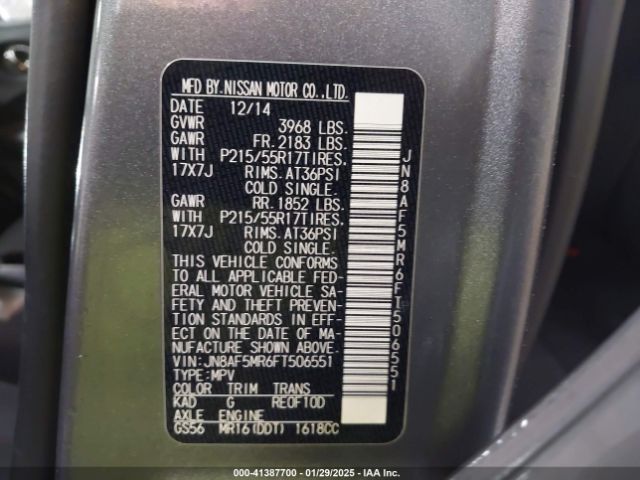 MFD BY.NISSAN MOTOR CO.,LTD.
DATE 12/14
GVWR 3968 LBS.
GAWR FR.2183 LBS.
WITH P215/55R17TIRES.
17X7J RIMS.AT36PSI
COLD SINGLE.
GAWR RR.1852 LBS.
WITH P215/55R17TIRES.
17X7J RIMS.AT36PSI
COLD SINGLE.
THIS VEHICLE CONFORMS
TO ALL APPLICABLE FED-
ERAL MOTOR VEHICLE SA-
FETY AND THEFT PREVEN-
TION STANDARDS IN EFF-
ECT ON THE DATE OF MA-
NUFACTURE SHOWN ABOVE.
VIN:JN8AF5MR6FT506551
TYPE:MPV
COLOR TRIM TRANS
KAD G RE0F10D
AXLE ENGINE
GS56 MR16(DDT) 1618CC
JN8AF5MR6FT506551
000-41387700 - 01/29/2025 - IAA Inc.